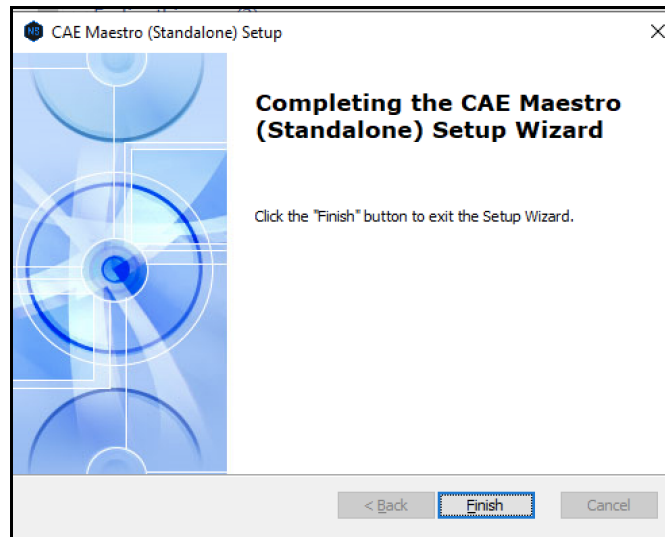 CAE Maestro (Standalone) Setup
Completing the CAE Maestro
(Standalone) Setup Wizard
Click the "Finish" button to exit the Setup Wizard.
< Back Finish Cancel